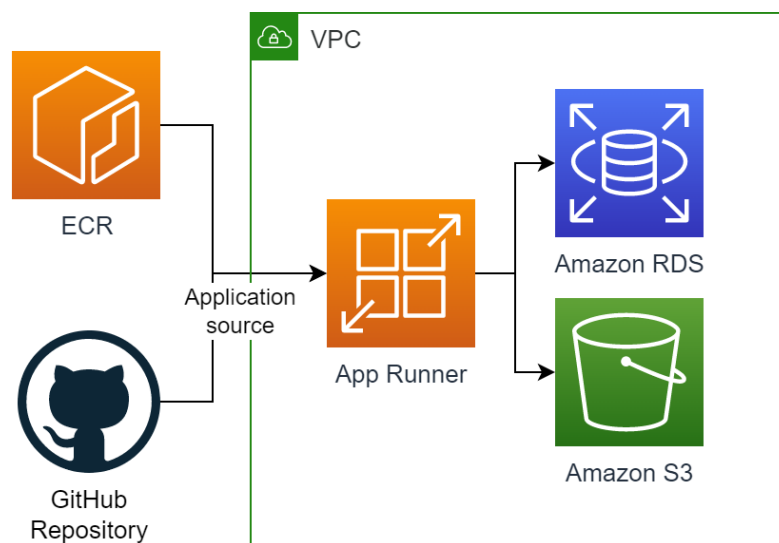 VPC
ECR
Application
source
App Runner
Amazon RDS
Amazon S3
GitHub
Repository